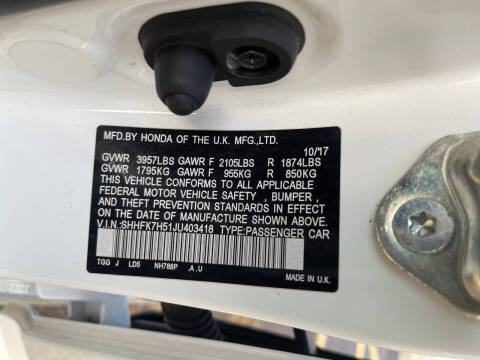 MFD.BY HONDA OF THE U.K. MFG.,LTD.
10/17
GVWR 3957LBS GAWR F 2105LBS R 1874LBS
GVWR 1795KG GAWR F 955KG R 850KG
THIS VEHICLE CONFORMS TO ALL APPLICABLE
FEDERAL MOTOR VEHICLE SAFETY , BUMPER ,
AND THEFT PREVENTION STANDARDS IN EFFECT
ON THE DATE OF MANUFACTURE SHOWN ABOVE.
V.I.N.:SHHFK7H51JU403418 TYPE:PASSENGER CAR
TGG J LD5 NH788P .A .U MADE IN U.K.